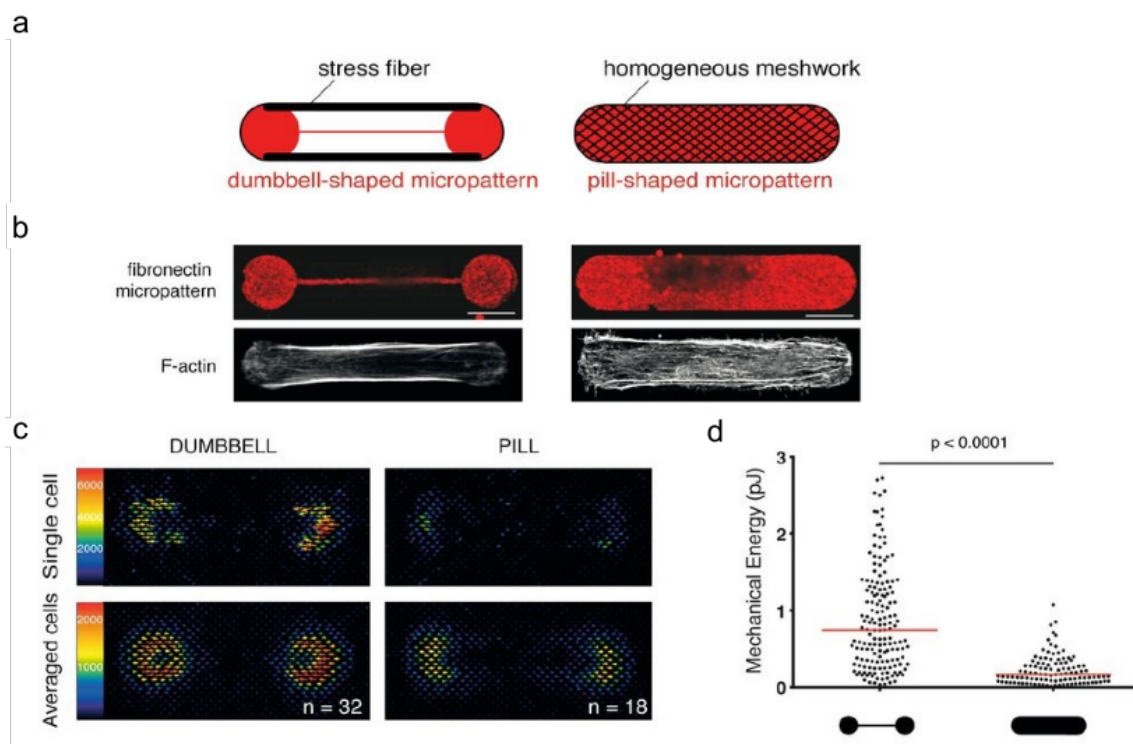 a
stress fiber
homogeneous meshwork
dumbbell-shaped micropattern
pill-shaped micropattern
b
fibronectin
micropattern
F-actin
c
DUMBBELL
PILL
Single cell
6000
4000
2000
Averaged cells
2000
1000
n = 32
n = 18
d
p < 0.0001
Mechanical Energy (pJ)
3
2
1
0